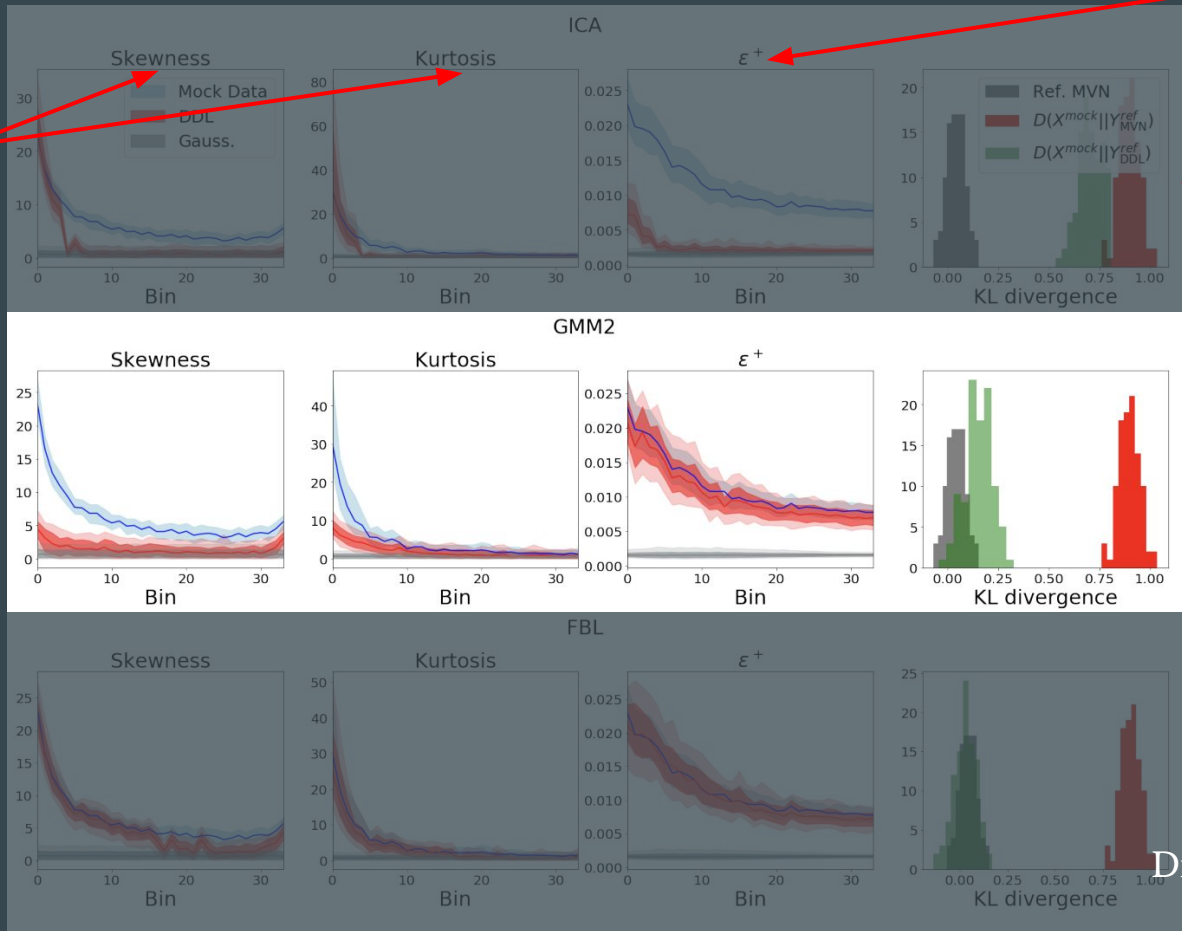 ICA
Skewness
Kurtosis
ε⁺
Mock Data
DDL
Gauss.
Ref. MVN
D(X^{mock}||Y^{ref}_{MVN})
D(X^{mock}||Y^{ref}_{DDL})
30
20
10
0
80
60
40
20
0
0.025
0.020
0.015
0.010
0.005
0.000
20
15
10
5
0
0 10 20 30
0 10 20 30
0 10 20 30
0.00 0.25 0.50 0.75 1.00
Bin
Bin
Bin
KL divergence
GMM2
Skewness
Kurtosis
ε⁺
25
20
15
10
5
0
40
30
20
10
0
0.025
0.020
0.015
0.010
0.005
0.000
20
15
10
5
0
0 10 20 30
0 10 20 30
0 10 20 30
0.00 0.25 0.50 0.75 1.00
Bin
Bin
Bin
KL divergence
FBL
Skewness
Kurtosis
ε⁺
25
20
15
10
5
0
50
40
30
20
10
0
0.025
0.020
0.015
0.010
0.005
0.000
25
20
15
10
5
0
0 10 20 30
0 10 20 30
0 10 20 30
0.00 0.25 0.50 0.75 1.00
Bin
Bin
Bin
KL divergence